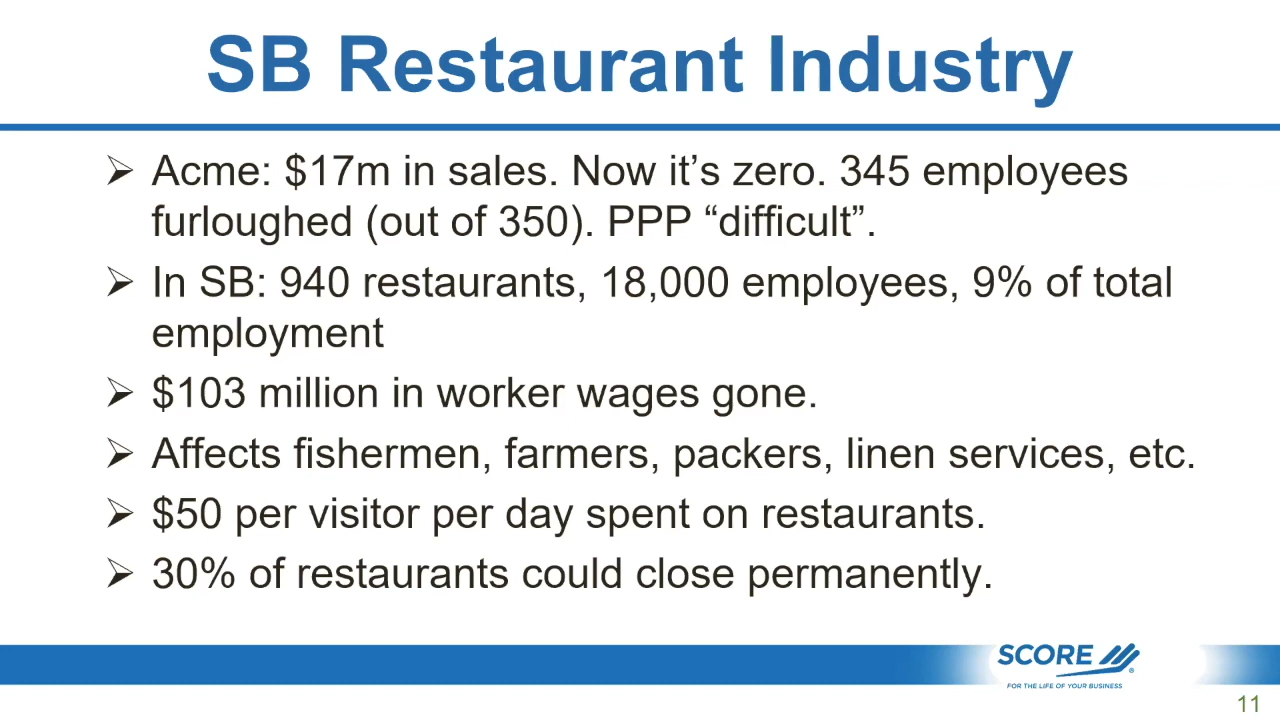 SB Restaurant Industry
➢ Acme: $17m in sales. Now it’s zero. 345 employees
furloughed (out of 350). PPP “difficult”.
➢ In SB: 940 restaurants, 18,000 employees, 9% of total
employment
➢ $103 million in worker wages gone.
➢ Affects fishermen, farmers, packers, linen services, etc.
➢ $50 per visitor per day spent on restaurants.
➢ 30% of restaurants could close permanently.
SCORE®
FOR THE LIFE OF YOUR BUSINESS
11